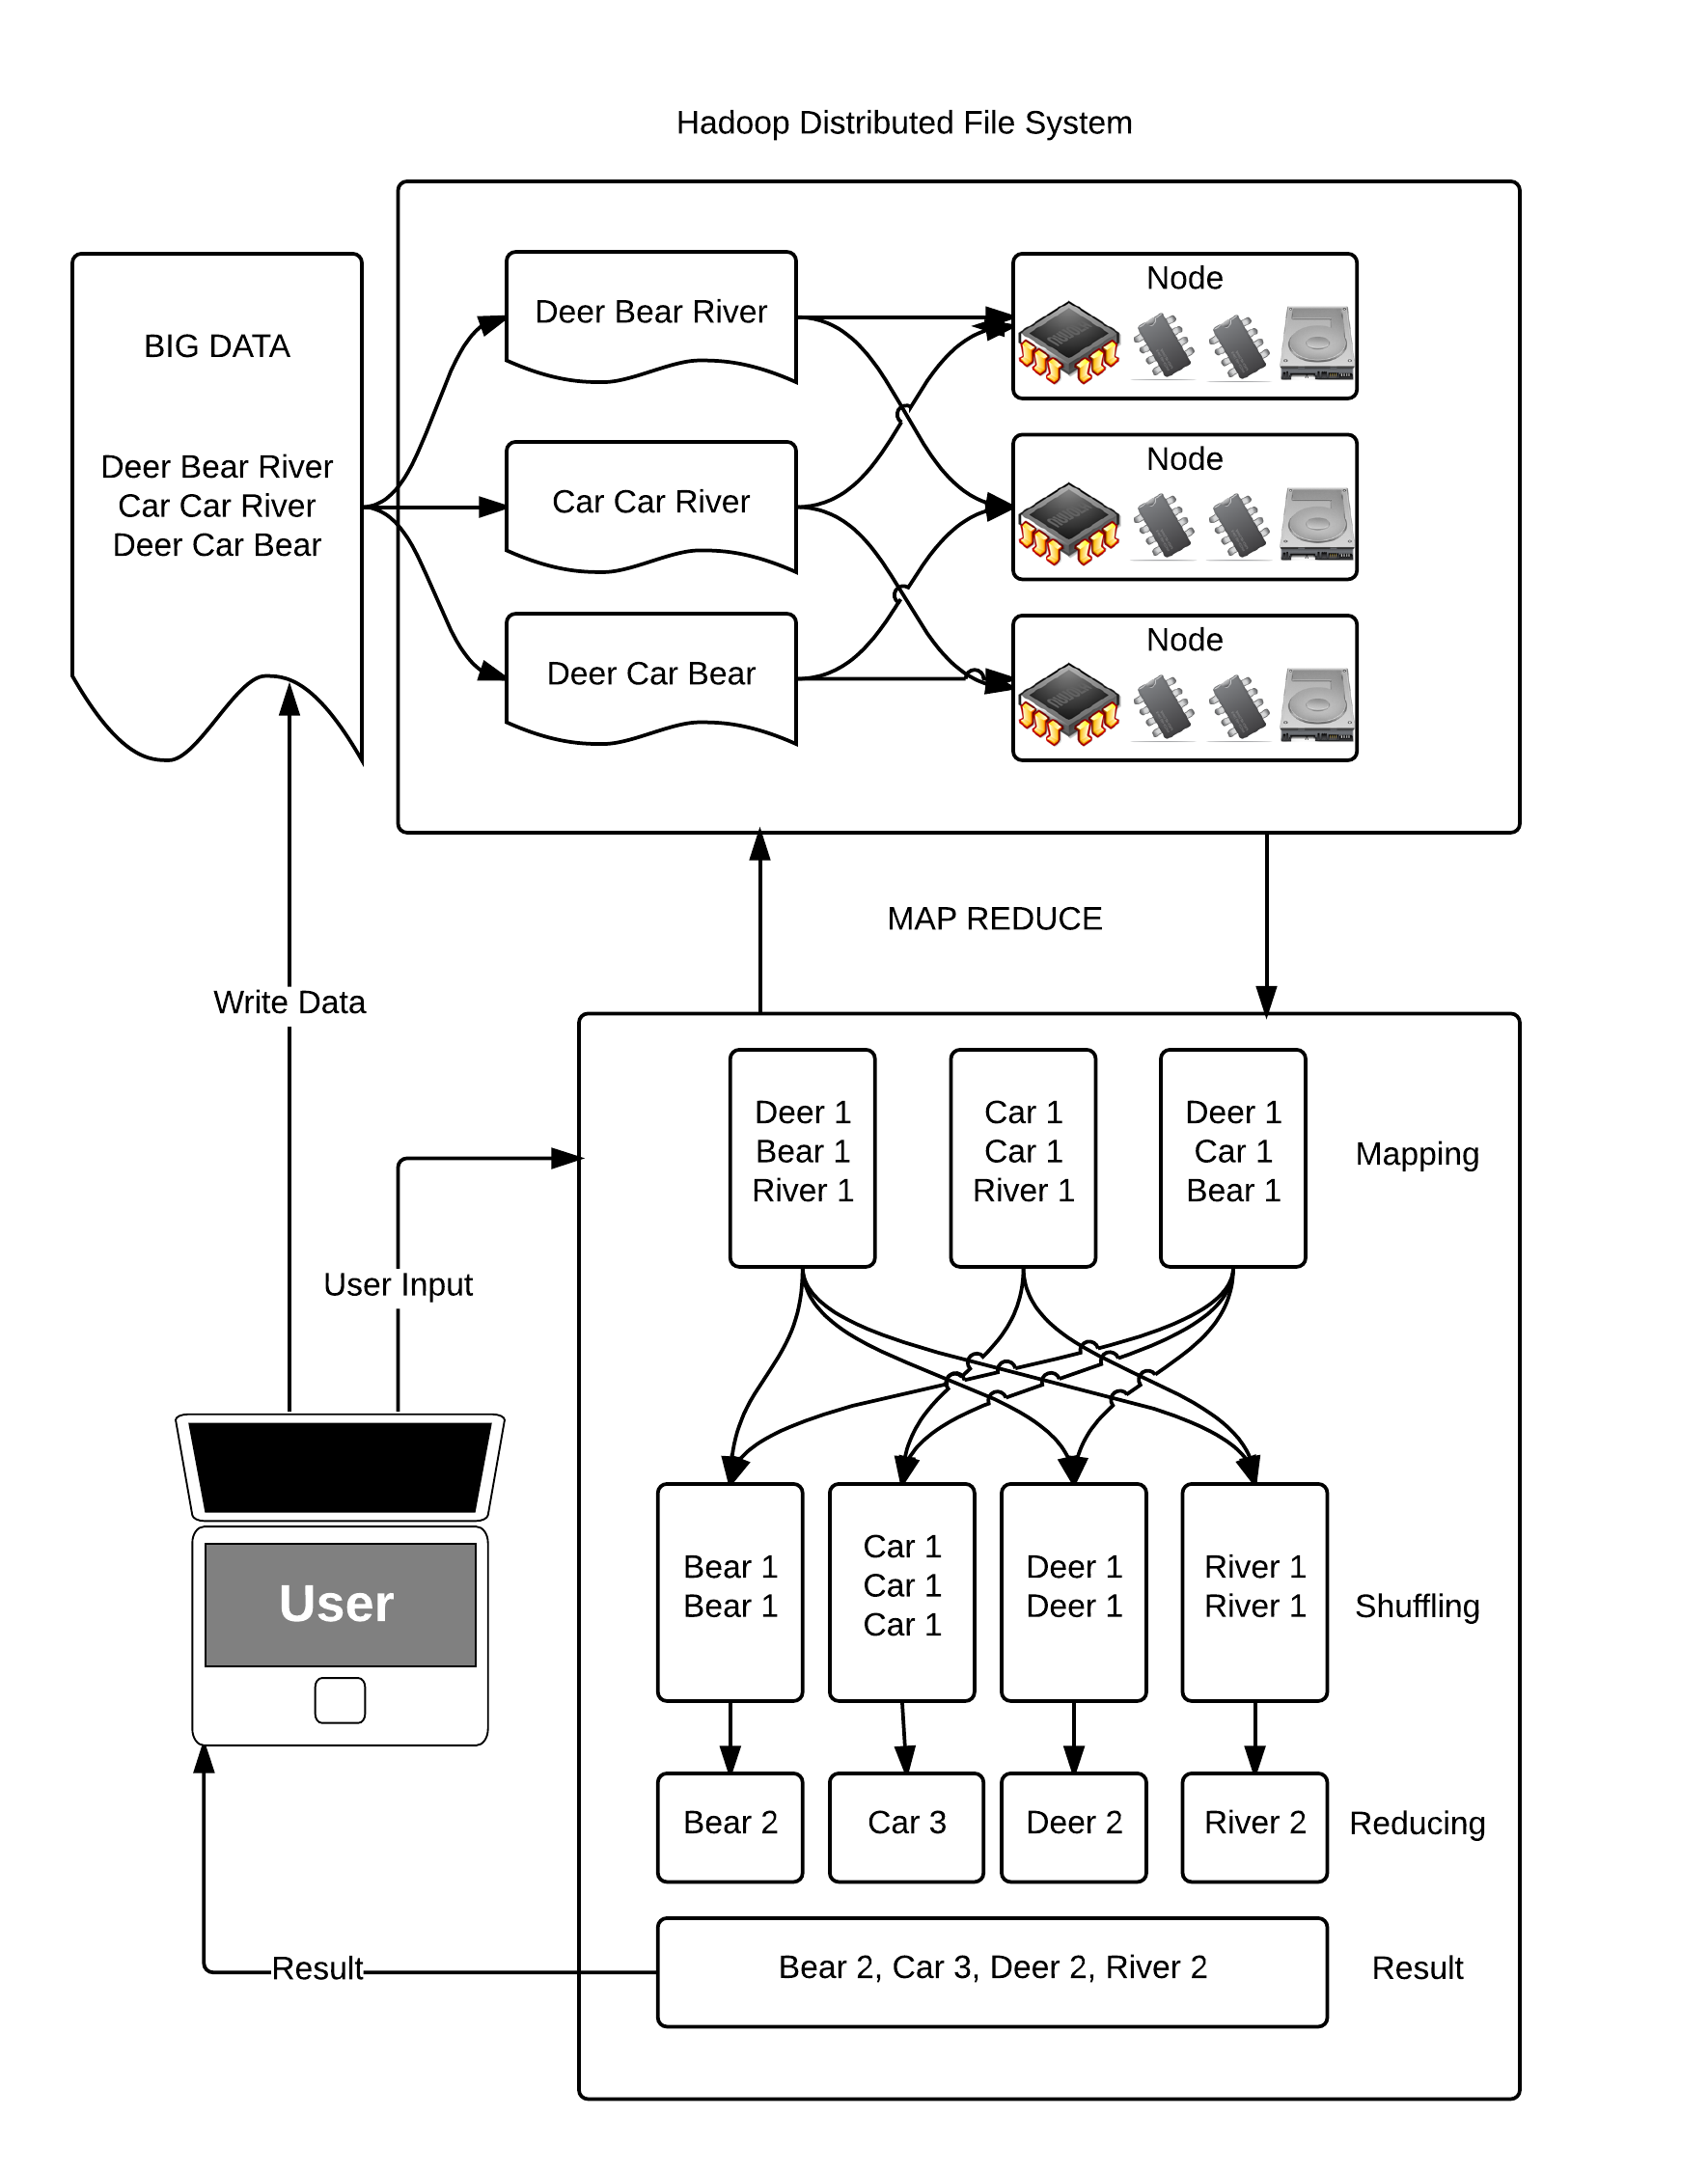 Hadoop Distributed File System
BIG DATA
Deer Bear River
Car Car River
Deer Car Bear
Deer Bear River
Car Car River
Deer Car Bear
Node
Node
Node
MAP REDUCE
Write Data
User Input
Deer 1
Bear 1
River 1
Car 1
Car 1
River 1
Deer 1
Car 1
Bear 1
Mapping
Bear 1
Bear 1
Car 1
Car 1
Car 1
Deer 1
Deer 1
River 1
River 1
Shuffling
User
Bear 2
Car 3
Deer 2
River 2
Reducing
Result
Bear 2, Car 3, Deer 2, River 2
Result